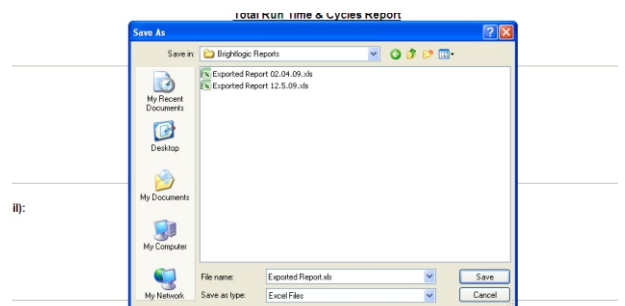 Total Run Time & Cycles Report
Save As
Save in:
Brightlogic Reports
Exported Report 02.04.09.xls
Exported Report 12.5.09.xls
My Recent
Documents
Desktop
My Documents
il):
My Computer
My Network
File name:
Exported Report.xls
Save
Save as type:
Excel Files
Cancel